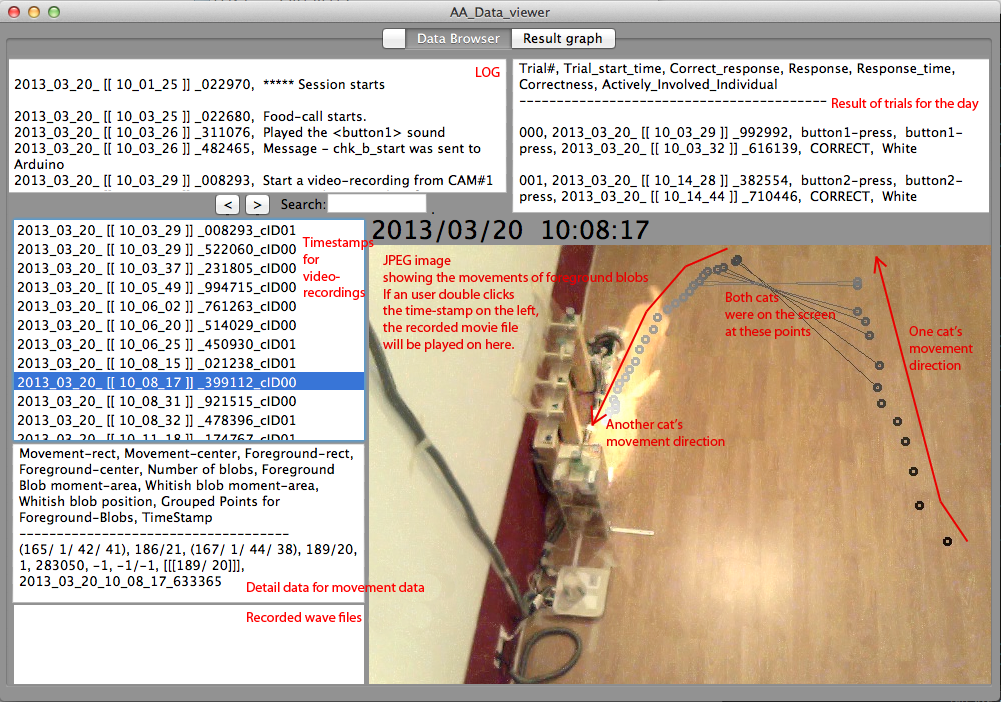 AA_Data_viewer
Data Browser
Result graph
LOG
2013_03_20_ [[ 10_01_25 ]] _022970,  ***** Session starts
2013_03_20_ [[ 10_03_25 ]] _022680,  Food-call starts.
2013_03_20_ [[ 10_03_26 ]] _311076,  Played the <button1> sound
2013_03_20_ [[ 10_03_26 ]] _482465,  Message - chk_b_start was sent to
Arduino
2013_03_20_ [[ 10_03_29 ]] _008293,  Start a video-recording from CAM#1
Trial#, Trial_start_time, Correct_response, Response, Response_time,
Correctness, Actively_Involved_Individual
----------------------------------------
Result of trials for the day
000, 2013_03_20_ [[ 10_03_29 ]] _992992,  button1-press,  button1-
press, 2013_03_20_ [[ 10_03_32 ]] _616139,  CORRECT,  White
001, 2013_03_20_ [[ 10_14_28 ]] _382554,  button2-press,  button2-
press, 2013_03_20_ [[ 10_14_44 ]] _710446,  CORRECT,  White
<
>
Search:
2013_03_20_ [[ 10_03_29 ]] _008293_cID01
2013_03_20_ [[ 10_03_29 ]] _522060_cID00
2013_03_20_ [[ 10_03_37 ]] _231805_cID00
2013_03_20_ [[ 10_05_49 ]] _994715_cID01
2013_03_20_ [[ 10_06_02 ]] _761263_cID00
2013_03_20_ [[ 10_06_20 ]] _514029_cID00
2013_03_20_ [[ 10_06_25 ]] _450930_cID01
2013_03_20_ [[ 10_08_15 ]] _021238_cID01
2013_03_20_ [[ 10_08_17 ]] _399112_cID00
2013_03_20_ [[ 10_08_31 ]] _921515_cID00
2013_03_20_ [[ 10_08_32 ]] _478396_cID01
2013_03_20_ [[ 10_11_18 ]] _174767_cID01
Timestamps
for
video-
recordings
Movement-rect, Movement-center, Foreground-rect,
Foreground-center, Number of blobs, Foreground
Blob moment-area, Whitish blob moment-area,
Whitish blob position, Grouped Points for
Foreground-Blobs, TimeStamp
-----------------------------------
(165/ 1/ 42/ 41), 186/21, (167/ 1/ 44/ 38), 189/20,
1, 283050, -1, -1/-1, [[[189/ 20]]],
2013_03_20_10_08_17_633365
Detail data for movement data
Recorded wave files
2013/03/20  10:08:17
JPEG image
showing the movements of foreground blobs
If an user double clicks
the time-stamp on the left,
the recorded movie file
will be played on here.
Both cats
were on the screen
at these points
One cat's
movement
direction
Another cat's
movement direction